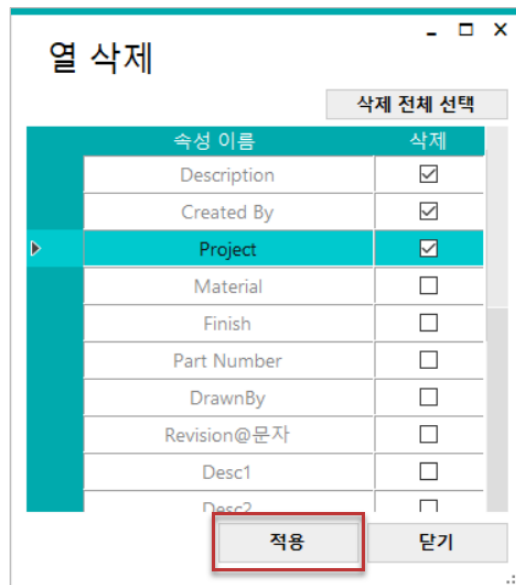 열 삭제
삭제 전체 선택
속성 이름 삭제
Description
Created By
Project
Material
Finish
Part Number
DrawnBy
Revision@문자
Desc1
Desc2
적용 닫기